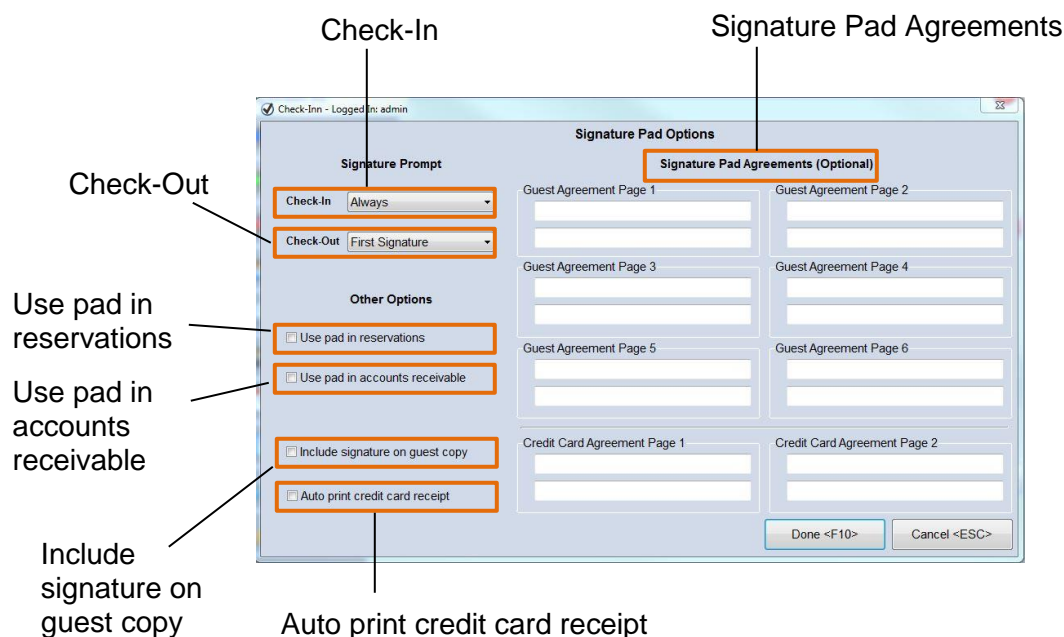 Check-In
Signature Pad Agreements
Check-Inn - Logged In: admin
Signature Pad Options
Signature Prompt
Signature Pad Agreements (Optional)
Check-Out
Check-In Always
Guest Agreement Page 1
Guest Agreement Page 2
Check-Out First Signature
Guest Agreement Page 3
Guest Agreement Page 4
Other Options
Use pad in
reservations
Use pad in reservations
Guest Agreement Page 5
Guest Agreement Page 6
Use pad in accounts receivable
Use pad in
accounts
receivable
Include signature on guest copy
Credit Card Agreement Page 1
Credit Card Agreement Page 2
Auto print credit card receipt
Done <F10>
Cancel <ESC>
Include
signature on
guest copy
Auto print credit card receipt